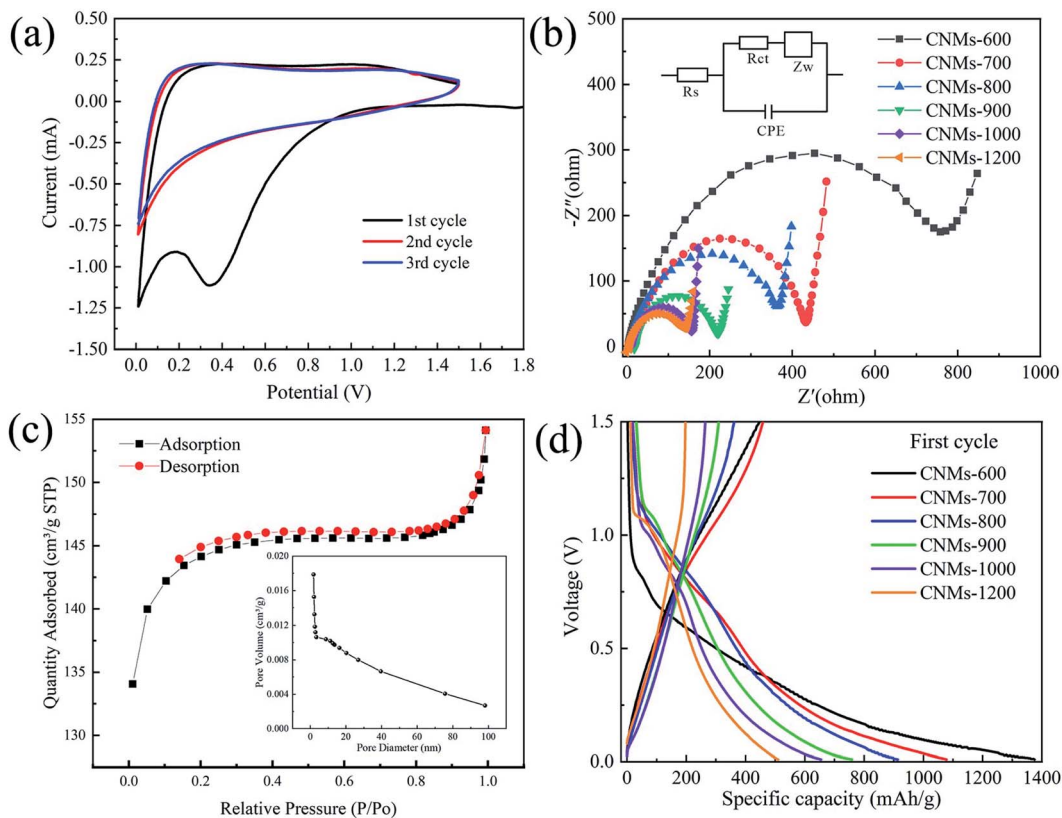 (a)
0.50
0.25
0.00
-0.25
-0.50
-0.75
-1.00
-1.25
-1.50
Current (mA)
1st cycle
2nd cycle
3rd cycle
0.0 0.2 0.4 0.6 0.8 1.0 1.2 1.4 1.6 1.8
Potential (V)
(b)
-500
-400
-300
-200
-100
0
-Z″(ohm)
Rs
Rct
Zw
CPE
CNMs-600
CNMs-700
CNMs-800
CNMs-900
CNMs-1000
CNMs-1200
0 200 400 600 800 1000
Z′(ohm)
(c)
155
150
145
140
135
130
Quantity Adsorbed (cm³/g STP)
Adsorption
Desorption
0.020
0.016
0.012
0.008
0.004
0.000
Pore Volume (cm³/g)
0 20 40 60 80 100
Pore Diameter (nm)
0.0 0.2 0.4 0.6 0.8 1.0
Relative Pressure (P/Po)
(d)
1.5
1.0
0.5
0.0
Voltage (V)
First cycle
CNMs-600
CNMs-700
CNMs-800
CNMs-900
CNMs-1000
CNMs-1200
0 200 400 600 800 1000 1200 1400
Specific capacity (mAh/g)